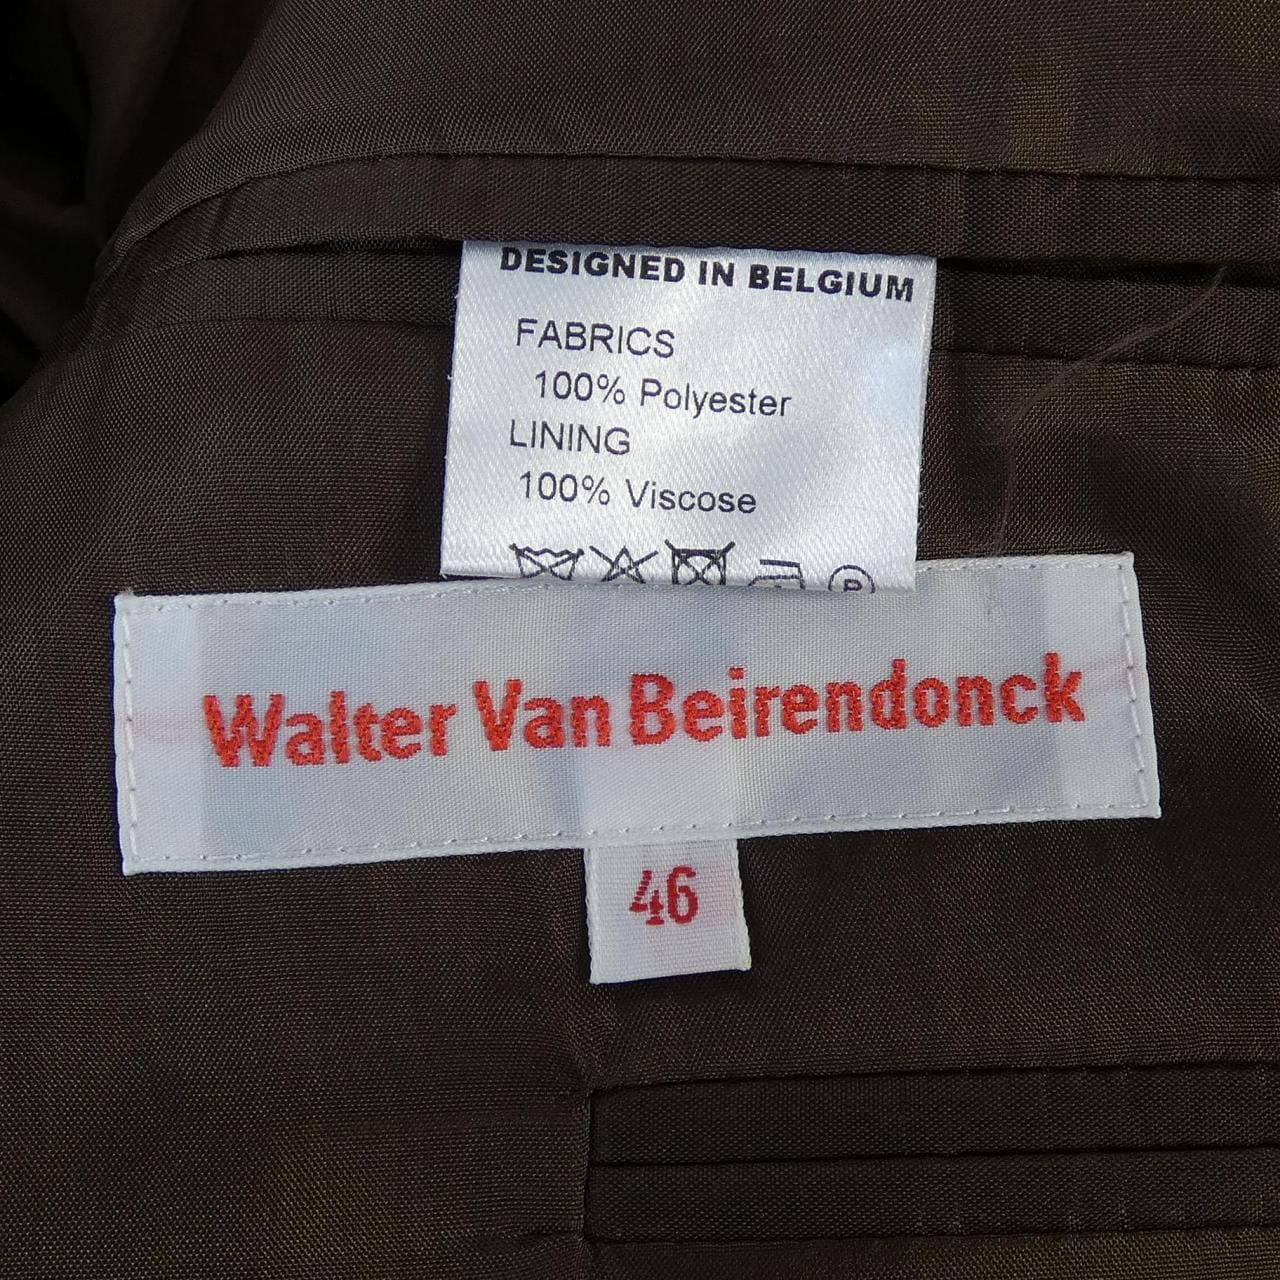 DESIGNED IN BELGIUM
FABRICS
100% Polyester
LINING
100% Viscose
P
Walter Van Beirendonck
46